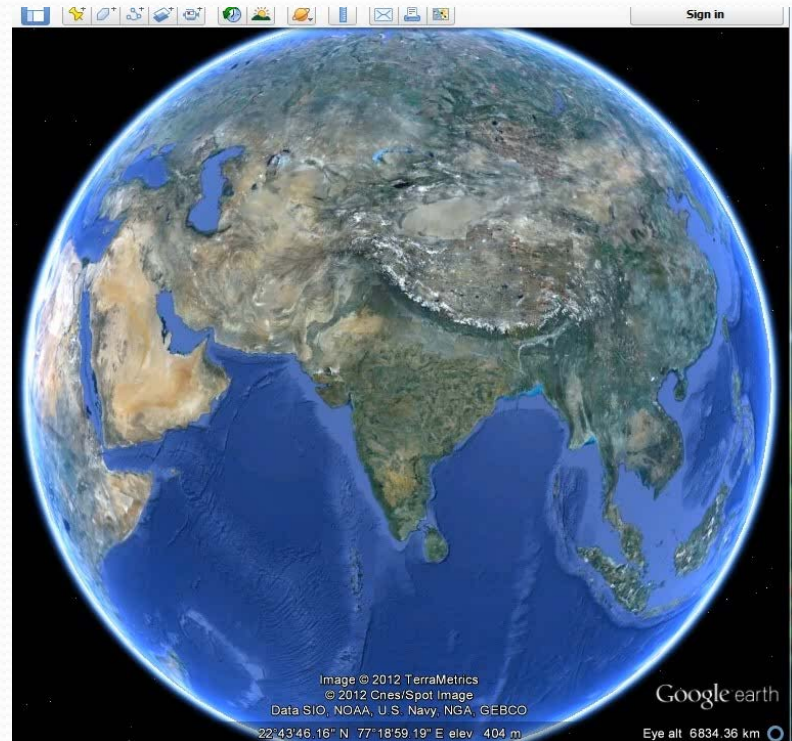 Sign in
Image © 2012 TerraMetrics
© 2012 Cnes/Spot Image
Data SIO, NOAA, U.S. Navy, NGA, GEBCO
Google earth
22°43'46.16" N 77°18'59.19" E elev 404 m
Eye alt 6834.36 km